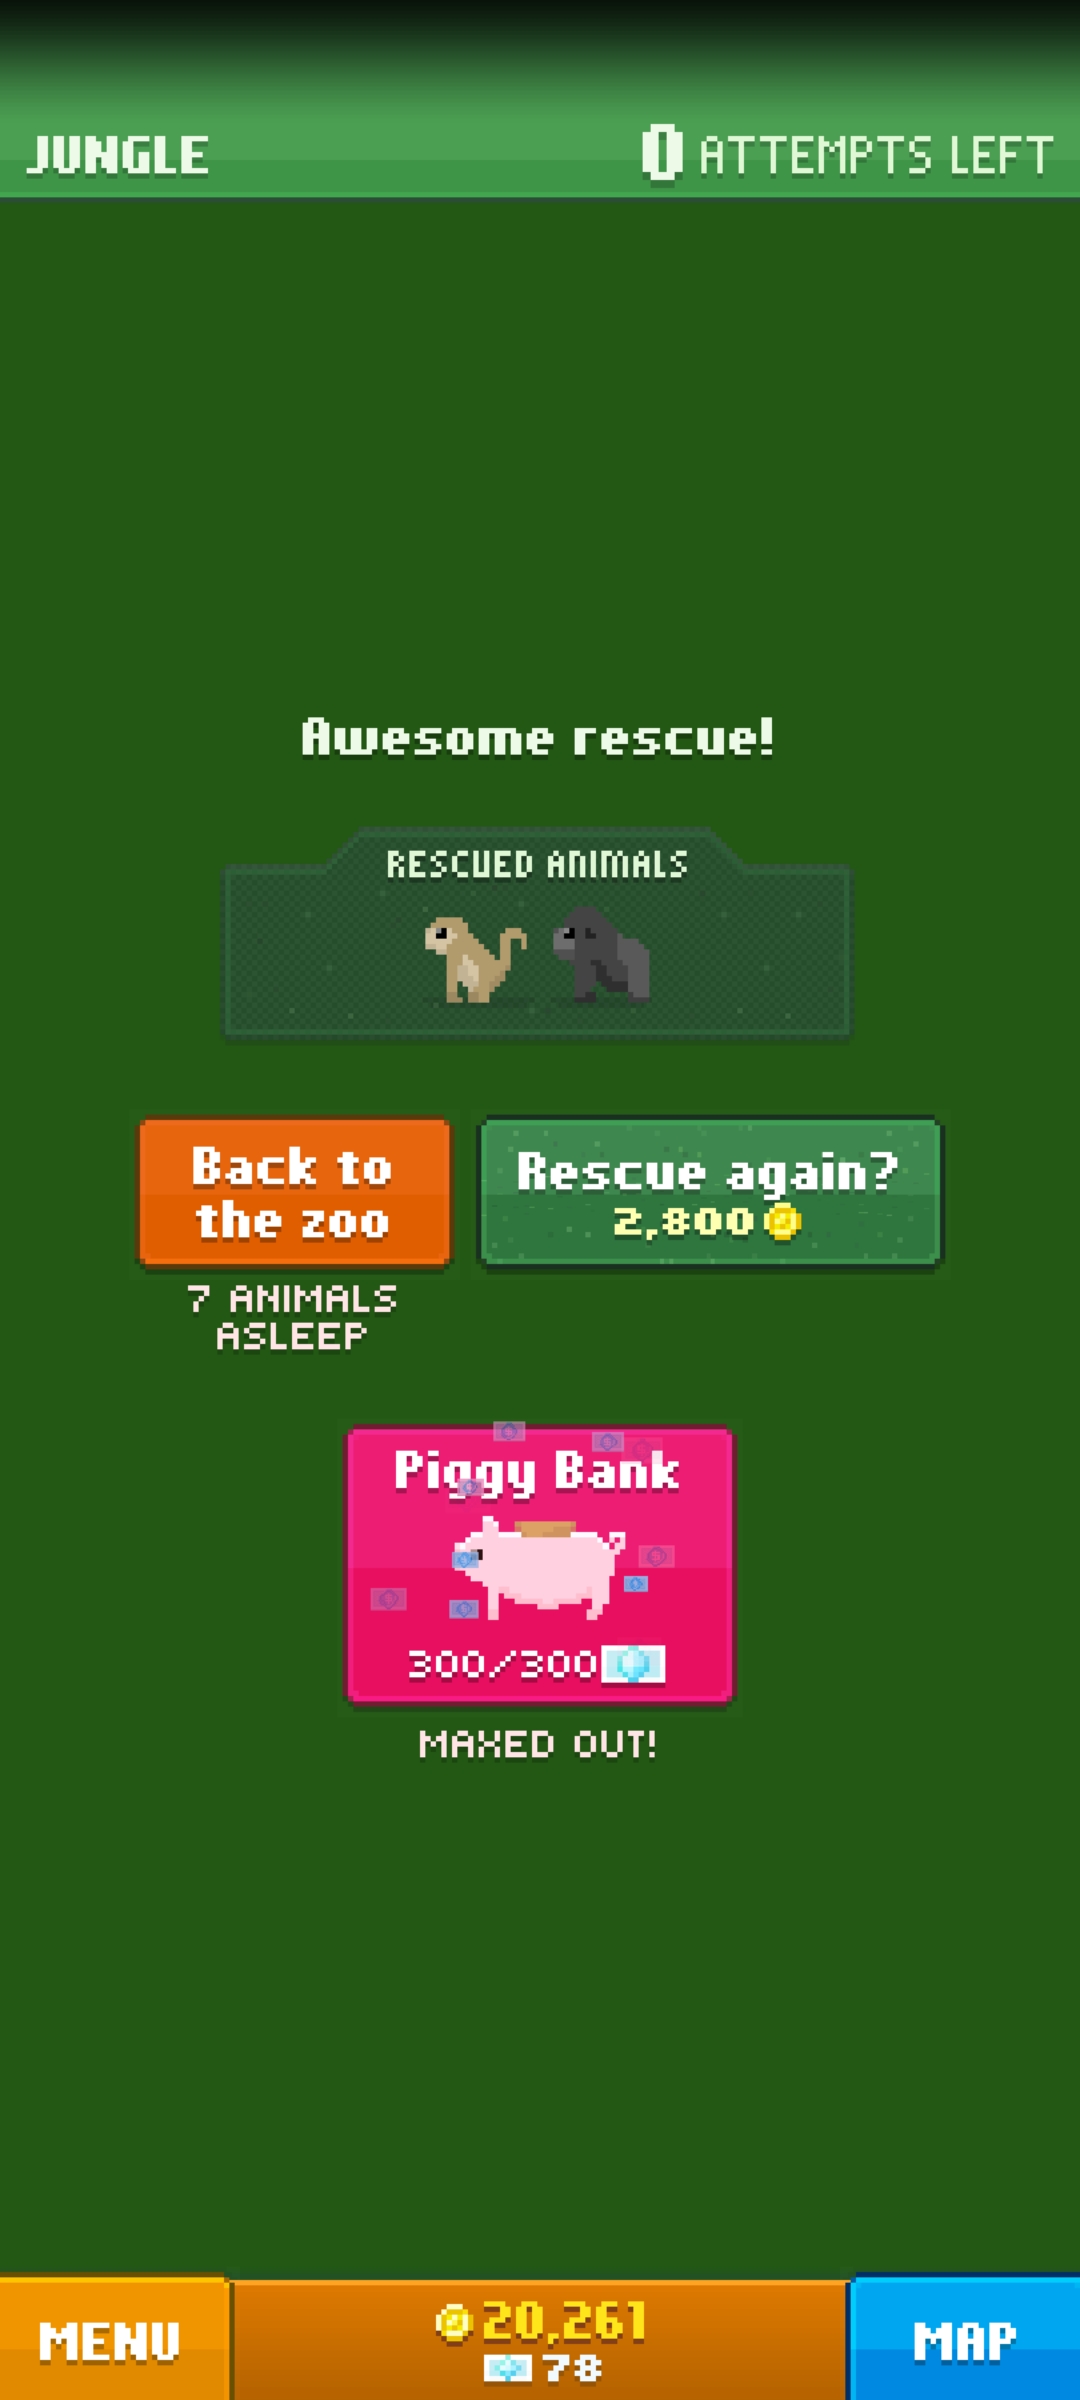 JUNGLE
0 ATTEMPTS LEFT
Awesome rescue!
RESCUED ANIMALS
Back to
the zoo
Rescue again?
2,800
7 ANIMALS
ASLEEP
Piggy Bank
300/300
MAXED OUT!
MENU
20,261
78
MAP